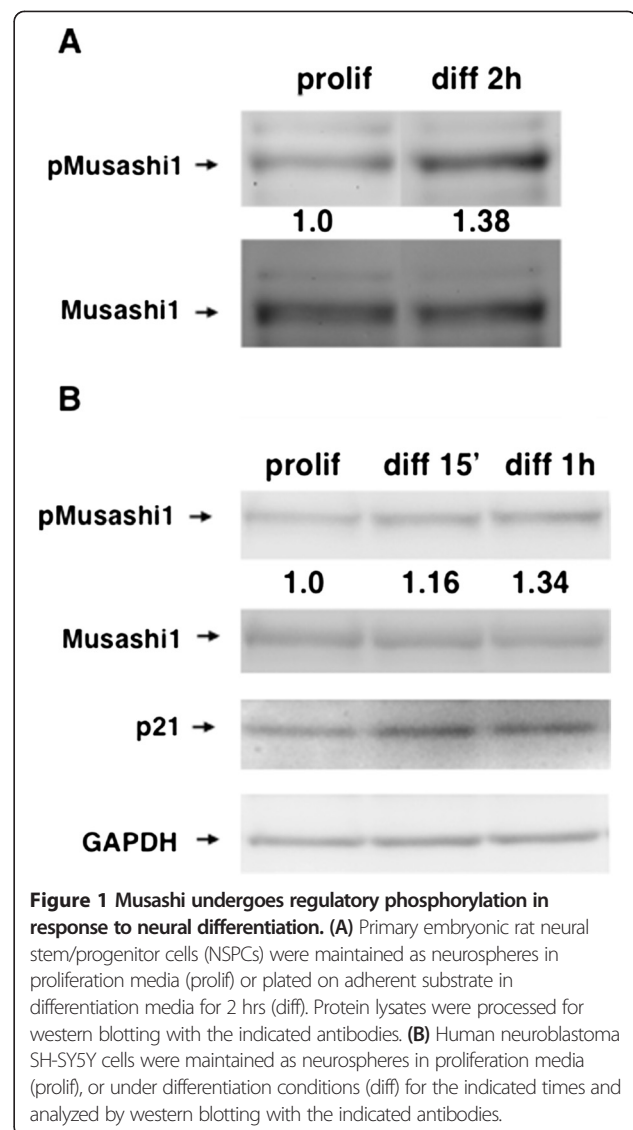 A
prolif diff 2h
pMusashi1 →
1.0 1.38
Musashi1 →
B
prolif diff 15' diff 1h
pMusashi1 →
1.0 1.16 1.34
Musashi1 →
p21 →
GAPDH →
Figure 1 Musashi undergoes regulatory phosphorylation in
response to neural differentiation. (A) Primary embryonic rat neural
stem/progenitor cells (NSPCs) were maintained as neurospheres in
proliferation media (prolif) or plated on adherent substrate in
differentiation media for 2 hrs (diff). Protein lysates were processed for
western blotting with the indicated antibodies. (B) Human neuroblastoma
SH-SY5Y cells were maintained as neurospheres in proliferation media
(prolif), or under differentiation conditions (diff) for the indicated times and
analyzed by western blotting with the indicated antibodies.